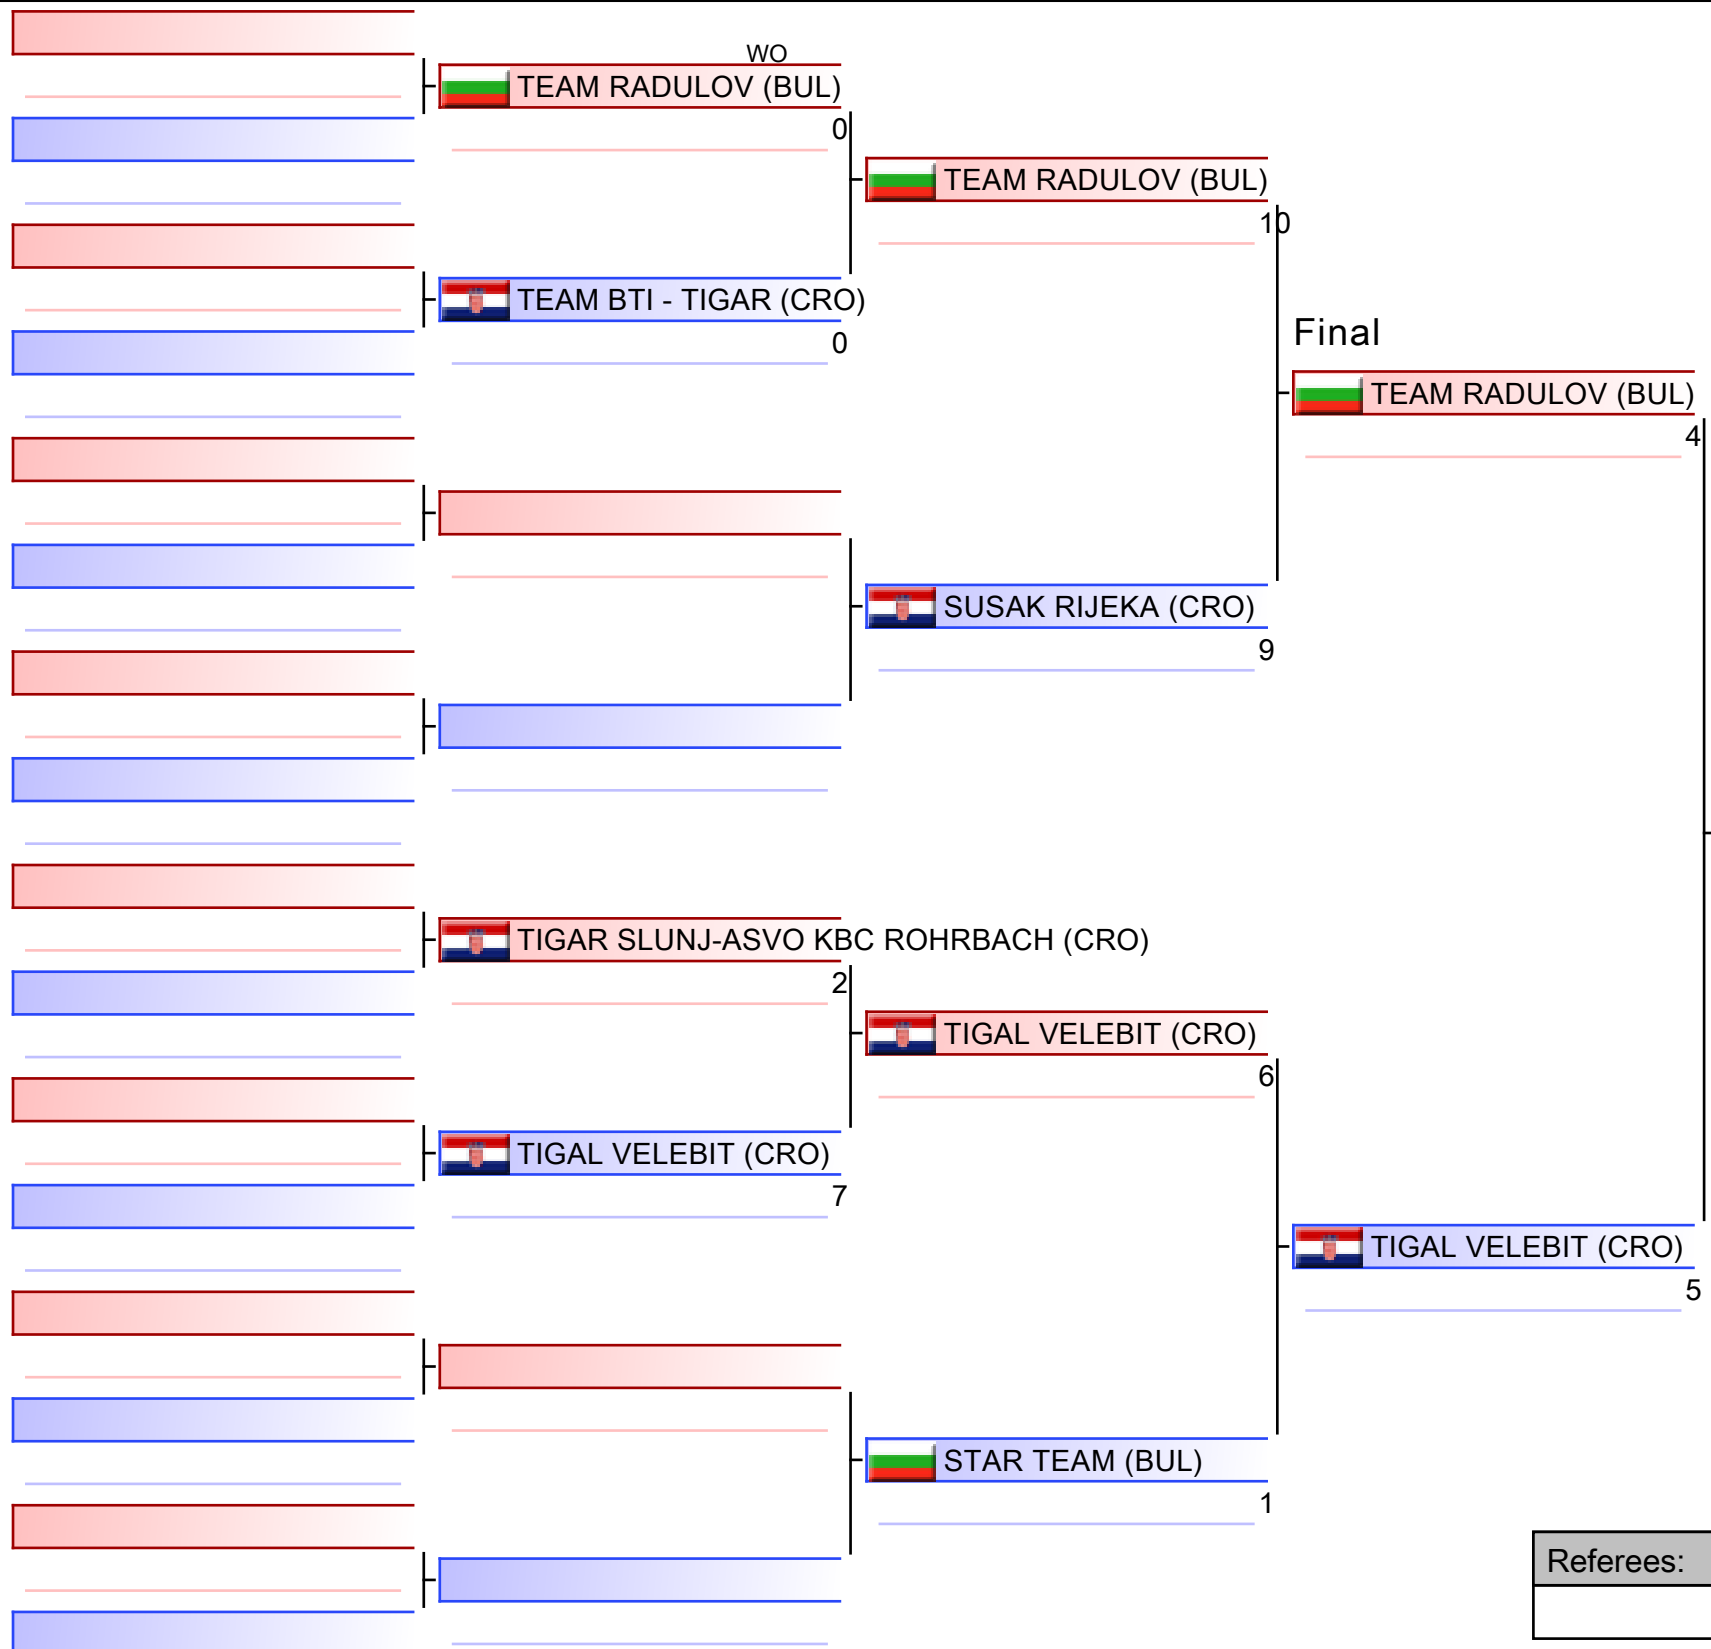 WO
TEAM RADULOV (BUL)
0
TEAM RADULOV (BUL)
10
TEAM BTI - TIGAR (CRO)
0
Final
TEAM RADULOV (BUL)
4
SUSAK RIJEKA (CRO)
9
TIGAR SLUNJ-ASVO KBC ROHRBACH (CRO)
2
TIGAL VELEBIT (CRO)
6
TIGAL VELEBIT (CRO)
7
TIGAL VELEBIT (CRO)
5
STAR TEAM (BUL)
1
Referees: